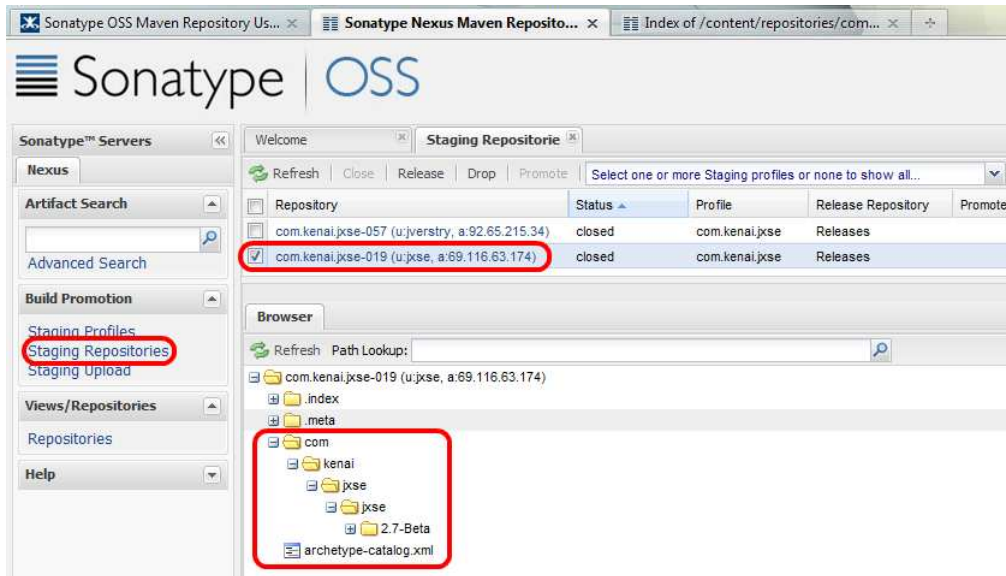 Sonatype OSS Maven Repository Us... Sonatype Nexus Maven Reposito... Index of /content/repositories/com...
Sonatype OSS
Sonatype™ Servers
Nexus
Artifact Search
Advanced Search
Build Promotion
Staging Profiles
Staging Repositories
Staging Upload
Views/Repositories
Repositories
Help
Welcome Staging Repositorie
Refresh Close Release Drop Promote Select one or more Staging profiles or none to show all...
Repository Status Profile Release Repository Promote
com.kenai.jxse-057 (u:jverstry, a:92.65.215.34) closed com.kenai.jxse Releases
com.kenai.jxse-019 (u:jxse, a:69.116.63.174) closed com.kenai.jxse Releases
Browser
Refresh Path Lookup:
com.kenai.jxse-019 (u:jxse, a:69.116.63.174)
.index
.meta
com
kenai
jxse
jxse
2.7-Beta
archetype-catalog.xml